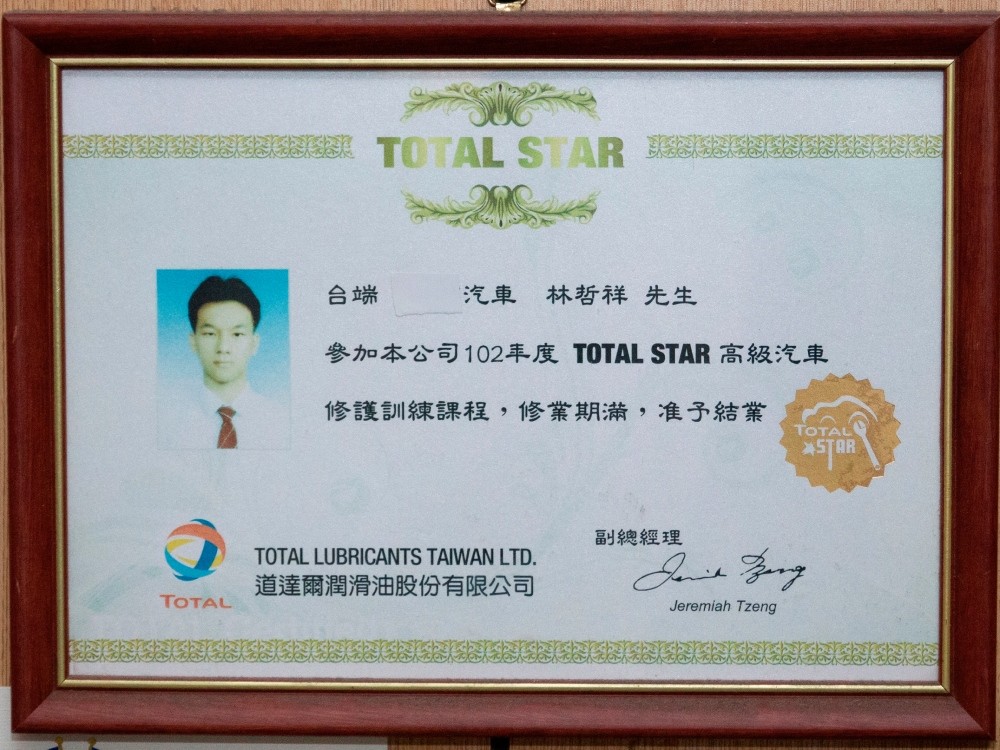 TOTAL STAR
台端 汽車 林哲祥 先生
參加本公司102年度 TOTAL STAR 高級汽車
修護訓練課程，修業期滿，准予結業
TOTAL
STAR
副總經理
Jeremiah Tzeng
TOTAL LUBRICANTS TAIWAN LTD.
道達爾潤滑油股份有限公司
TOTAL